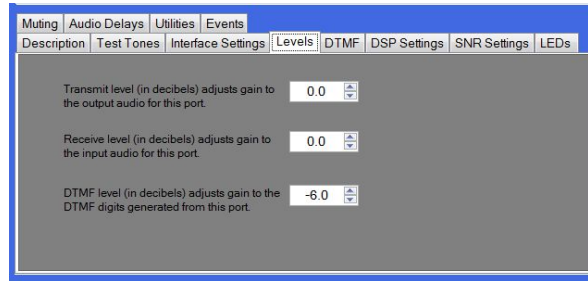 Muting Audio Delays Utilities Events
Description Test Tones Interface Settings Levels DTMF DSP Settings SNR Settings LEDs
Transmit level (in decibels) adjusts gain to
the output audio for this port.
0.0
Receive level (in decibels) adjusts gain to
the input audio for this port.
0.0
DTMF level (in decibels) adjusts gain to the
DTMF digits generated from this port.
-6.0